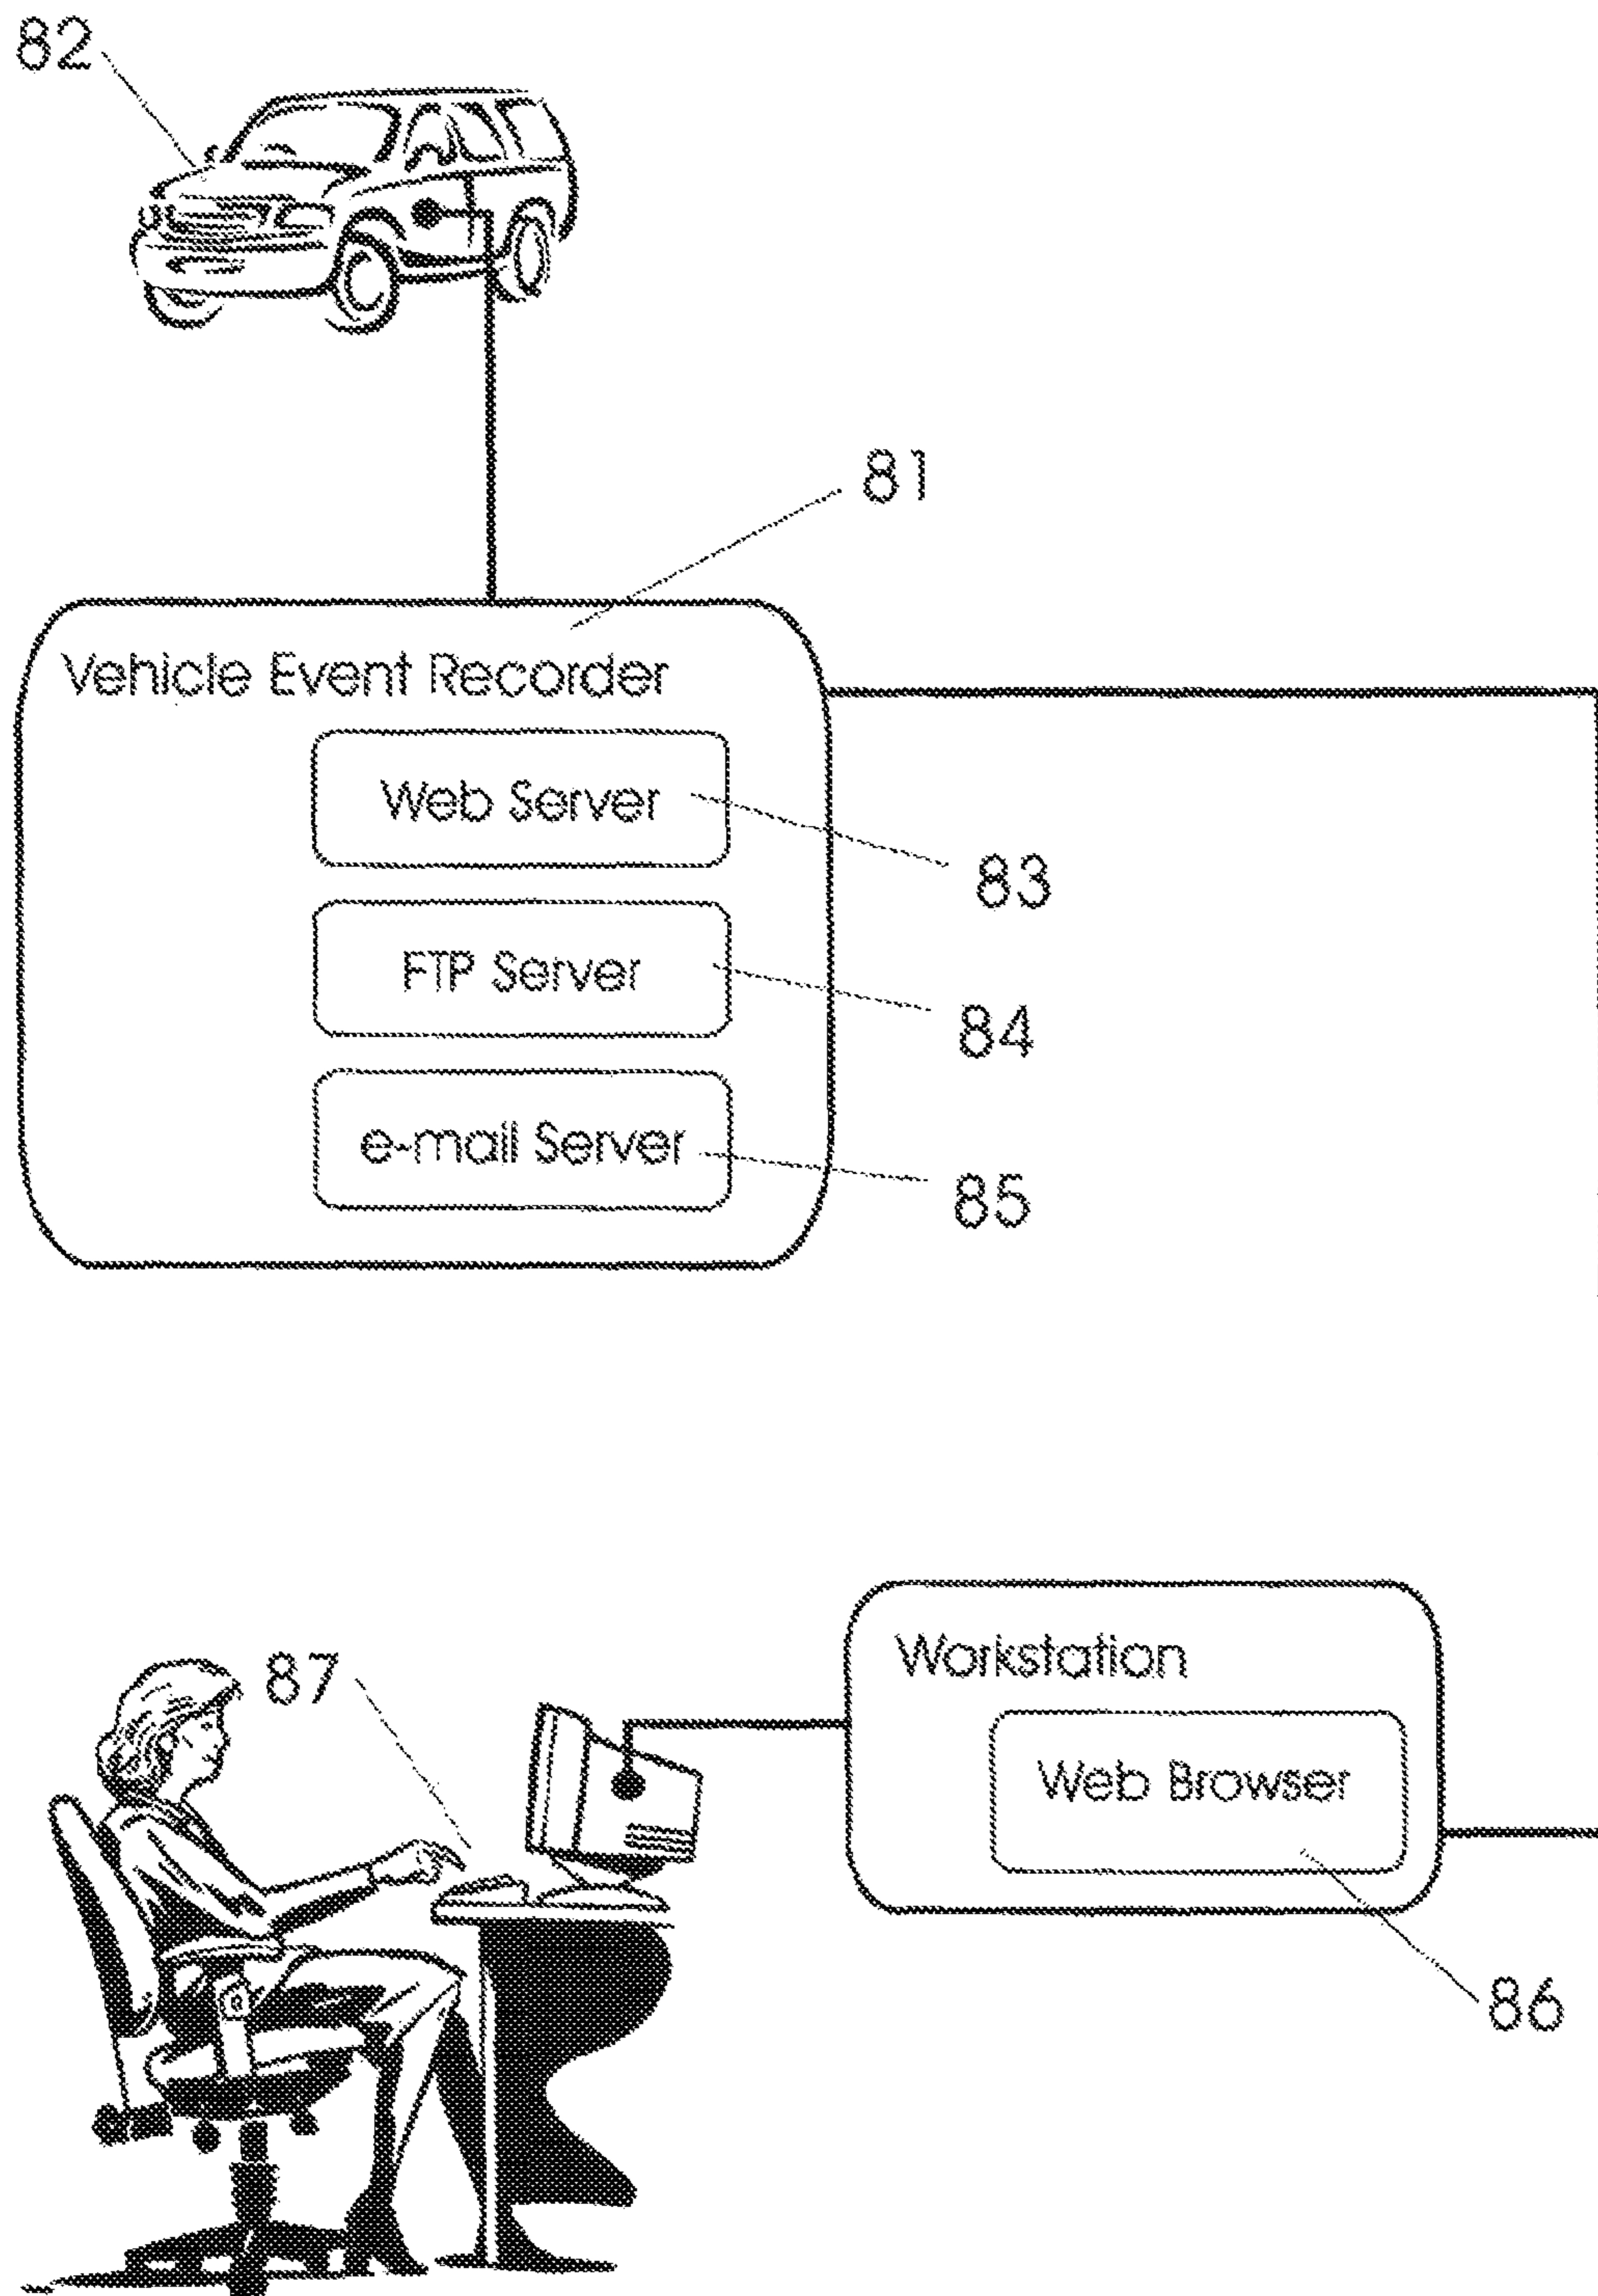 82
81
Vehicle Event Recorder
Web Server
83
FTP Server
84
e-mail Server
85
Workstation
87
Web Browser
86